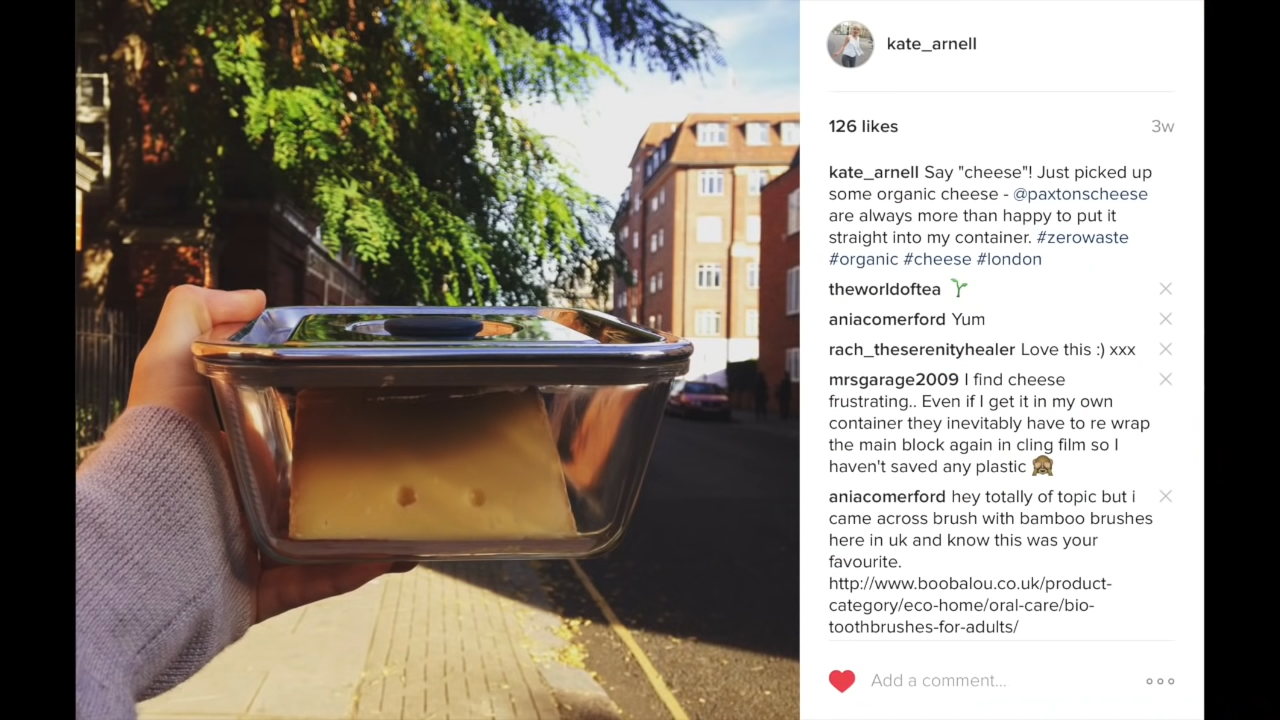 kate_arnell
126 likes
3w
kate_arnell Say "cheese"! Just picked up
some organic cheese - @paxtonscheese
are always more than happy to put it
straight into my container. #zerowaste
#organic #cheese #london
theworldoftea
aniacomerford Yum
rach_theserenityhealer Love this :) xxx
mrsgarage2009 I find cheese
frustrating.. Even if I get it in my own
container they inevitably have to re wrap
the main block again in cling film so I
haven't saved any plastic 🙈
aniacomerford hey totally of topic but i
came across brush with bamboo brushes
here in uk and know this was your
favourite.
http://www.boobalou.co.uk/product-
category/eco-home/oral-care/bio-
toothbrushes-for-adults/
Add a comment...